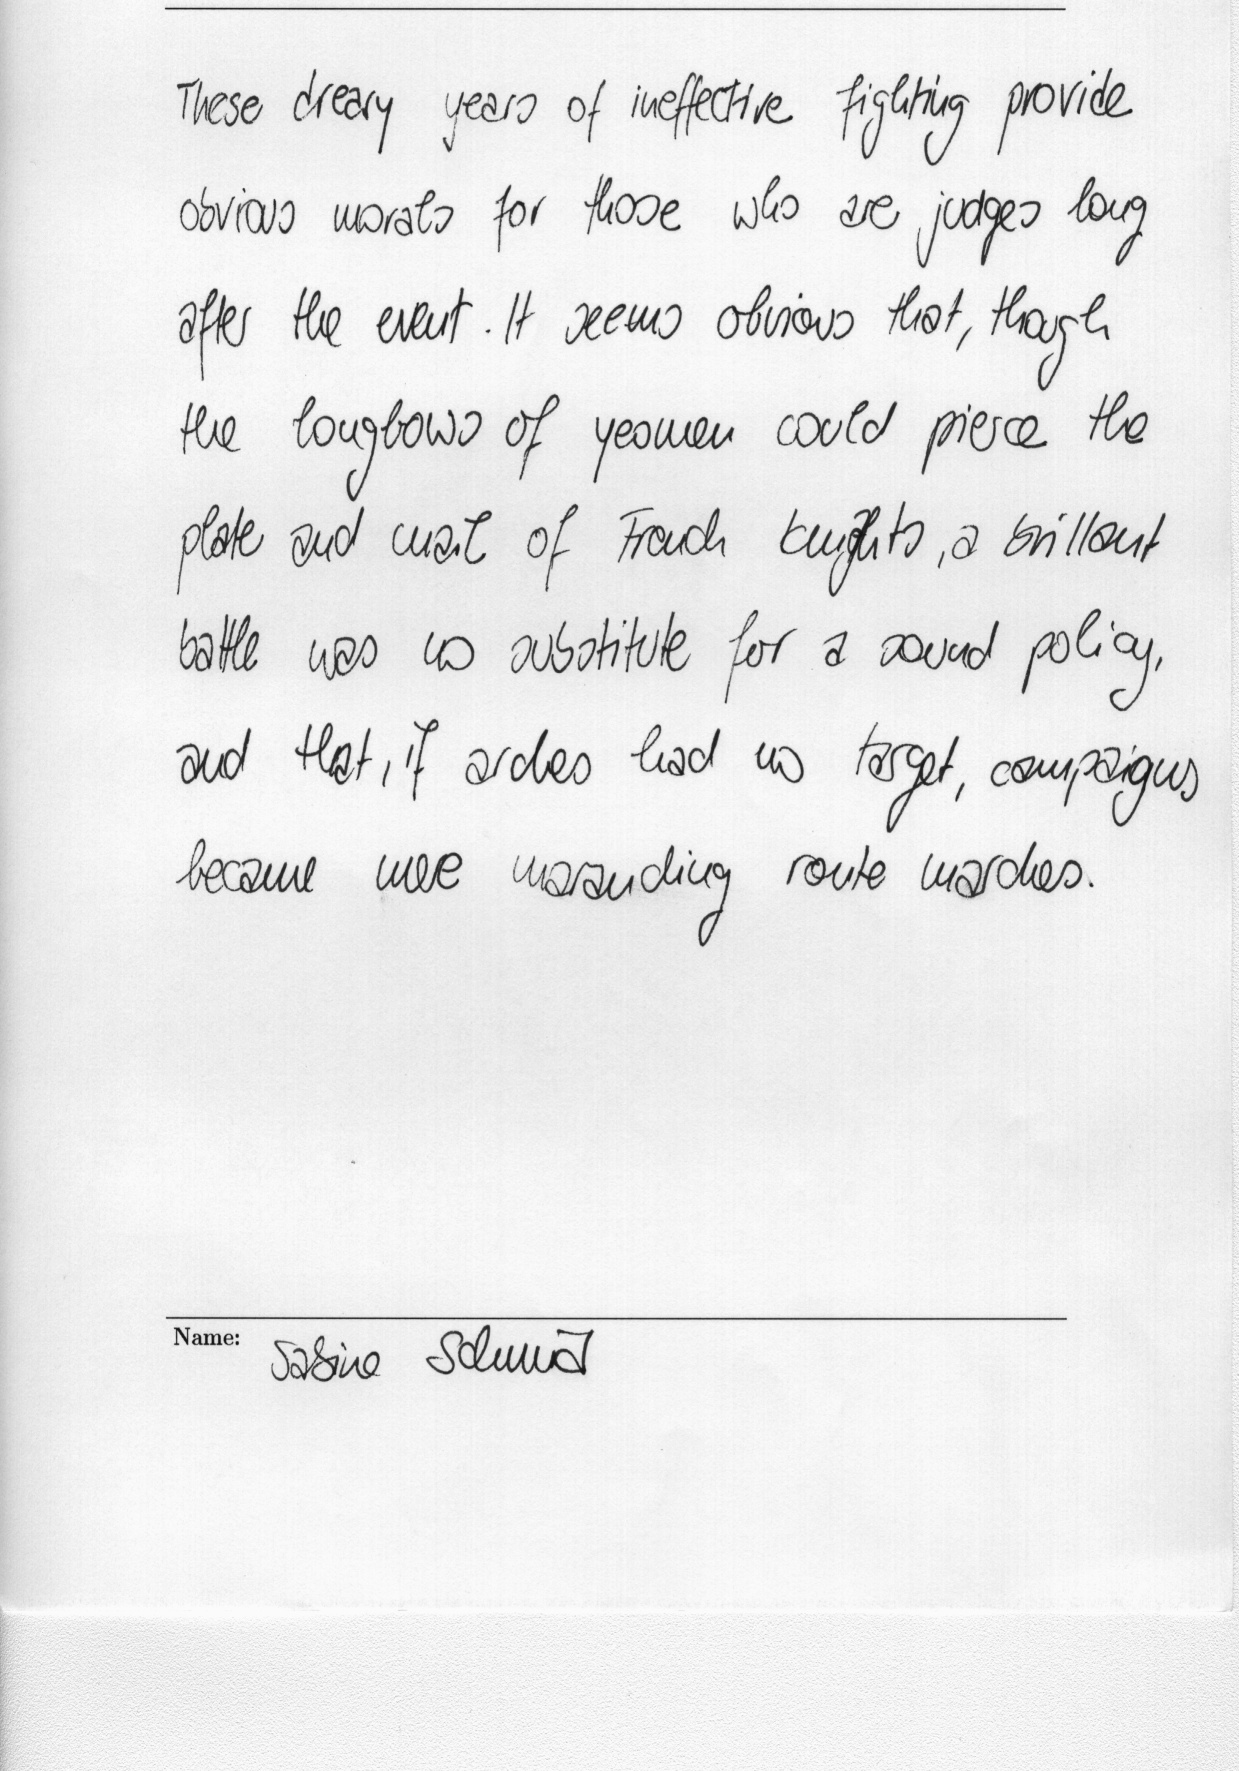 These dreary years of ineffective fighting provide
obvious morals for those who are judges long
after the event. It seems obvious that, though
the longbows of yeomen could pierce the
plate and mail of French knights, a brillant
battle was no substitute for a sound policy,
and that, if arches had no target, campaigns
became mere marauding route marches.
Name: Sabine Schmid